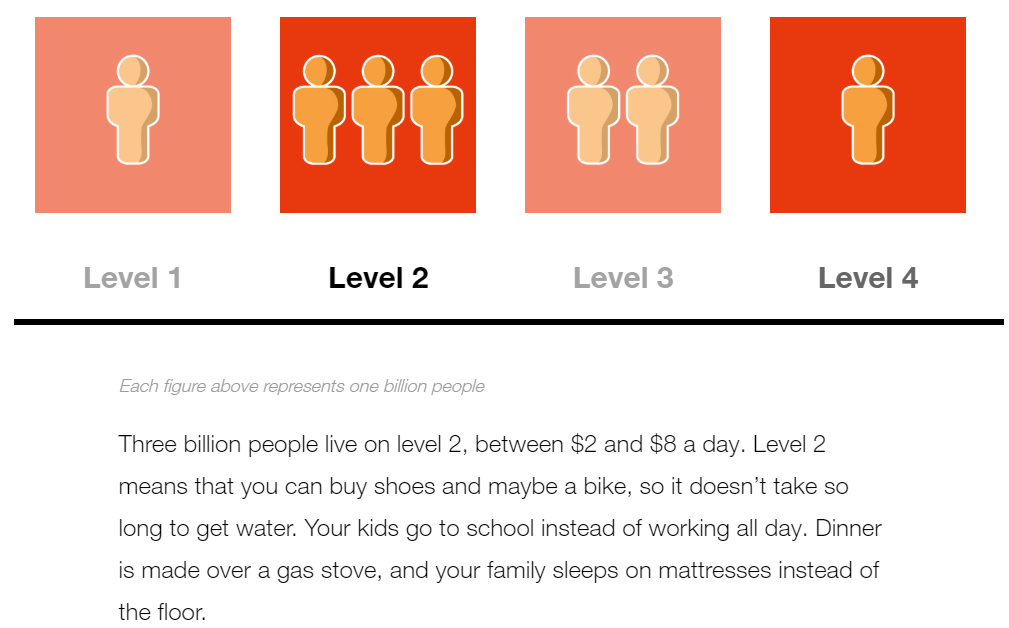 Level 1 Level 2 Level 3 Level 4
Each figure above represents one billion people
Three billion people live on level 2, between $2 and $8 a day. Level 2
means that you can buy shoes and maybe a bike, so it doesn’t take so
long to get water. Your kids go to school instead of working all day. Dinner
is made over a gas stove, and your family sleeps on mattresses instead of
the floor.